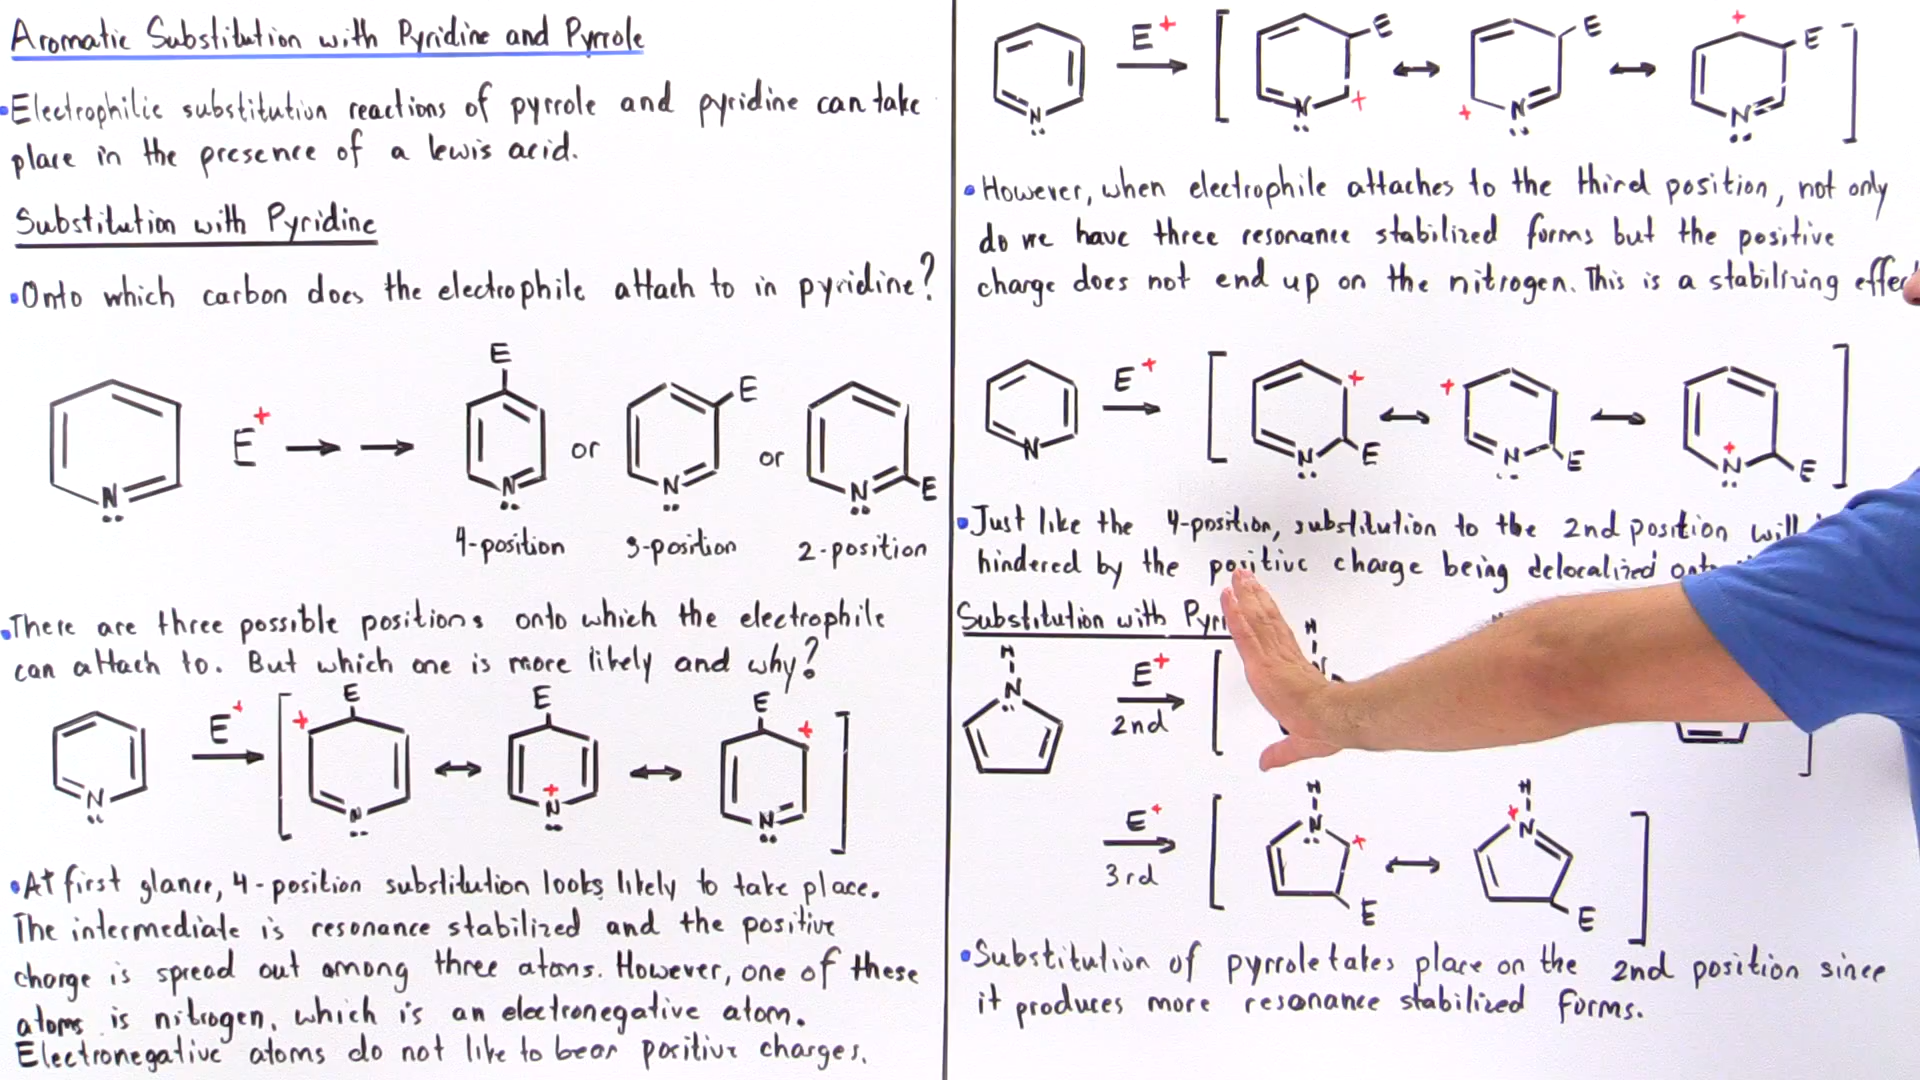 Aromatic Substitution with Pyridine and Pyrrole
•Electrophilic substitution reactions of pyrrole and pyridine can take
place in the presence of a lewis acid.
Substitution with Pyridine
•Onto which carbon does the electrophile attach to in pyridine?
N E+ E N or E N or N E
4-position 3-position 2-position
•There are three possible positions onto which the electrophile
can attach to. But which one is more likely and why?
N E+ [ + E N E + N E + N ]
•At first glance, 4-position substitution looks likely to take place.
The intermediate is resonance stabilized and the positive
charge is spread out among three atoms. However, one of these
atoms is nitrogen, which is an electronegative atom.
Electronegative atoms do not like to bear positive charges.
N E+ [ E N + E + N + E N ]
•However, when electrophile attaches to the third position, not only
do we have three resonance stabilized forms but the positive
charge does not end up on the nitrogen. This is a stabilizing
N E+ [ + N E + N E + N E ]
•Just like the 4-position, substitution to the 2nd position will
hindered by the positive charge being delocalized
Substitution with
H N E+ 2nd [ H ]
E+ 3rd [ H N + E H + N E ]
•Substitution of pyrrole takes place on the 2nd position since
it produces more resonance stabilized forms.